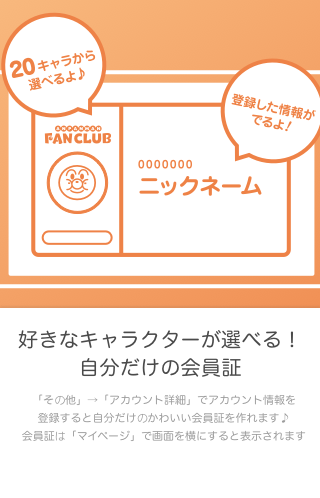 20キャラから
選べるよ♪
登録した情報が
でるよ!
FANCLUB
0000000
ニックネーム
好きなキャラクターが選べる！
自分だけの会員証
「その他」→「アカウント詳細」でアカウント情報を
登録すると自分だけのかわいい会員証を作れます♪
会員証は「マイページ」で画面を横にすると表示されます